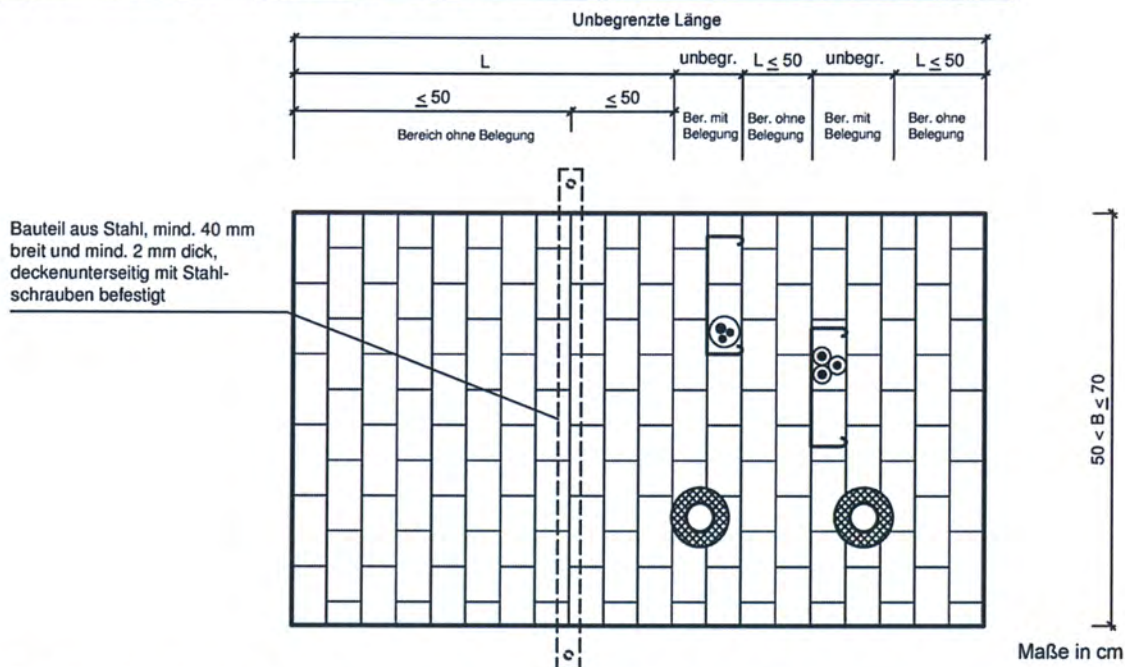 Unbegrenzte Länge
L
unbegr.
L ≤ 50
unbegr.
L ≤ 50
≤ 50
≤ 50
Bereich ohne Belegung
Ber. mit
Belegung
Ber. ohne
Belegung
Ber. mit
Belegung
Ber. ohne
Belegung
Bauteil aus Stahl, mind. 40 mm
breit und mind. 2 mm dick,
deckenunterseitig mit Stahl-
schrauben befestigt
50 < B ≤ 70
Maße in cm